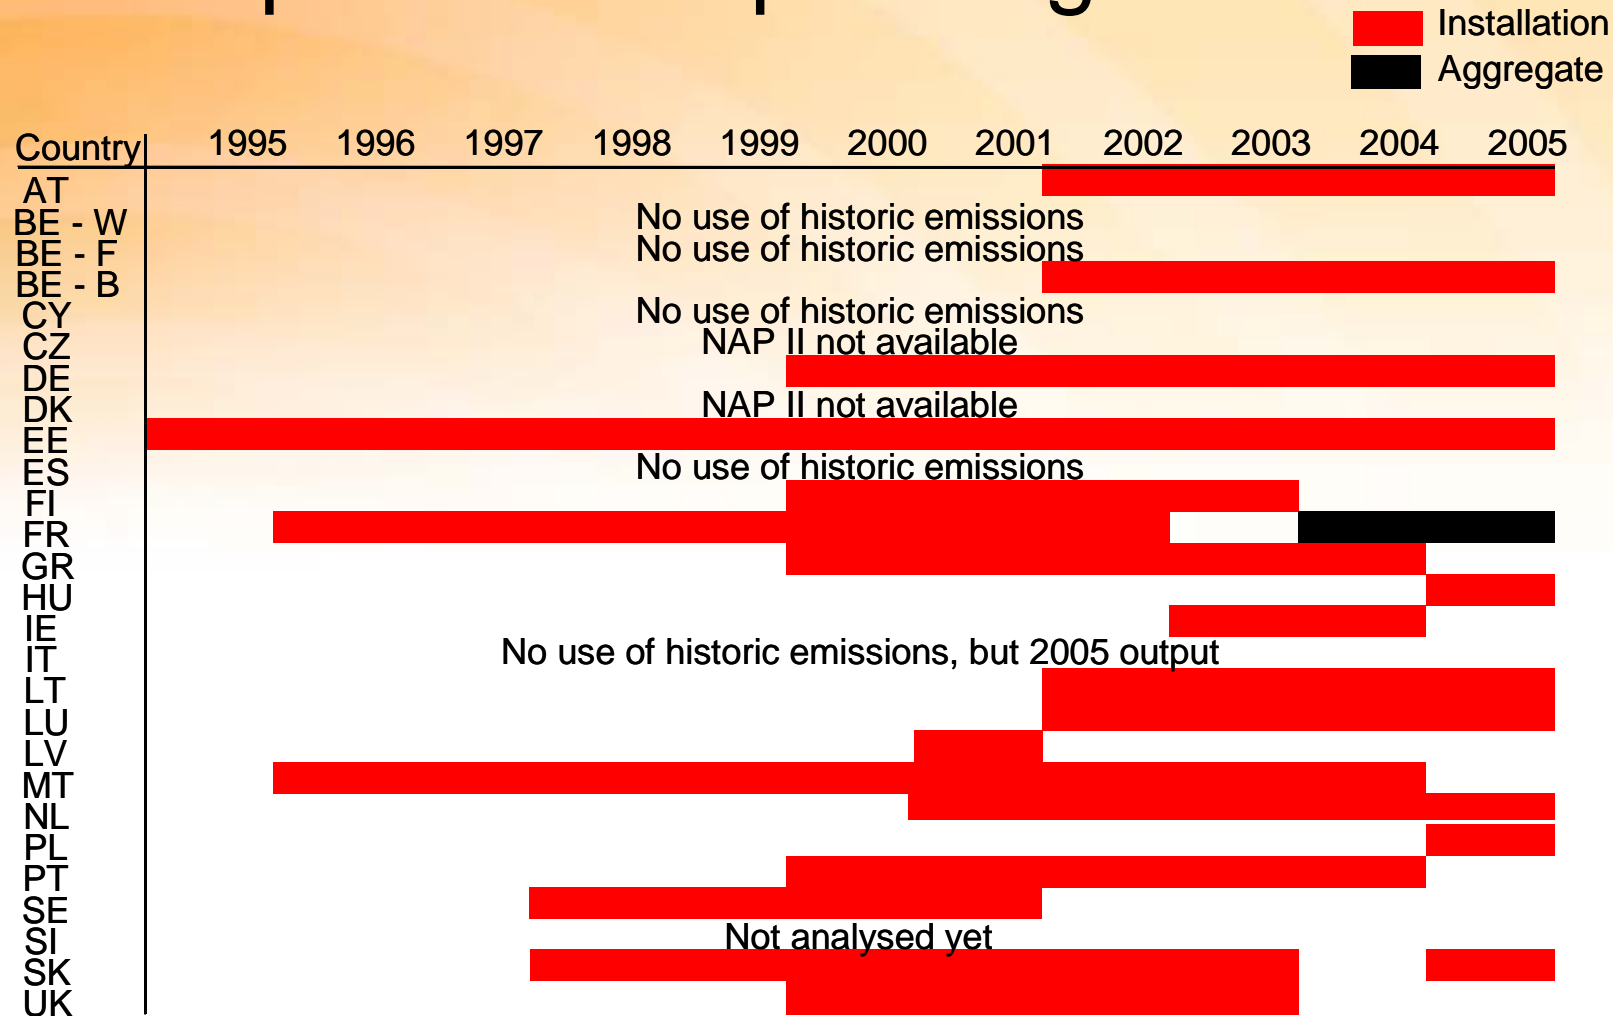 Installation
Aggregate
Country 1995 1996 1997 1998 1999 2000 2001 2002 2003 2004 2005
AT
BE - W No use of historic emissions
BE - F No use of historic emissions
BE - B
CY No use of historic emissions
CZ NAP II not available
DE
DK NAP II not available
EE
ES No use of historic emissions
FI
FR
GR
HU
IE
IT No use of historic emissions, but 2005 output
LT
LU
LV
MT
NL
PL
PT
SE
SI Not analysed yet
SK
UK